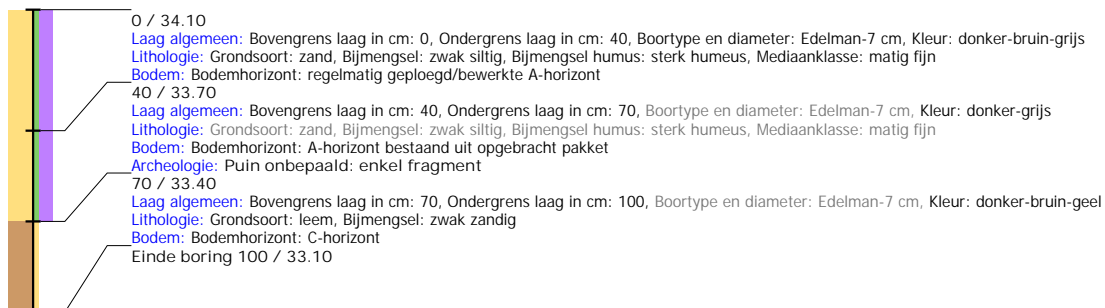 0 / 34.10
Laag algemeen: Bovengrens laag in cm: 0, Ondergrens laag in cm: 40, Boortype en diameter: Edelman-7 cm, Kleur: donker-bruin-grijs
Lithologie: Grondsoort: zand, Bijmengsel: zwak siltig, Bijmengsel humus: sterk humeus, Mediaanklasse: matig fijn
Bodem: Bodemhorizont: regelmatig geploegd/bewerkte A-horizont
40 / 33.70
Laag algemeen: Bovengrens laag in cm: 40, Ondergrens laag in cm: 70, Boortype en diameter: Edelman-7 cm, Kleur: donker-grijs
Lithologie: Grondsoort: zand, Bijmengsel: zwak siltig, Bijmengsel humus: sterk humeus, Mediaanklasse: matig fijn
Bodem: Bodemhorizont: A-horizont bestaand uit opgebracht pakket
Archeologie: Puin onbepaald: enkel fragment
70 / 33.40
Laag algemeen: Bovengrens laag in cm: 70, Ondergrens laag in cm: 100, Boortype en diameter: Edelman-7 cm, Kleur: donker-bruin-geel
Lithologie: Grondsoort: leem, Bijmengsel: zwak zandig
Bodem: Bodemhorizont: C-horizont
Einde boring 100 / 33.10